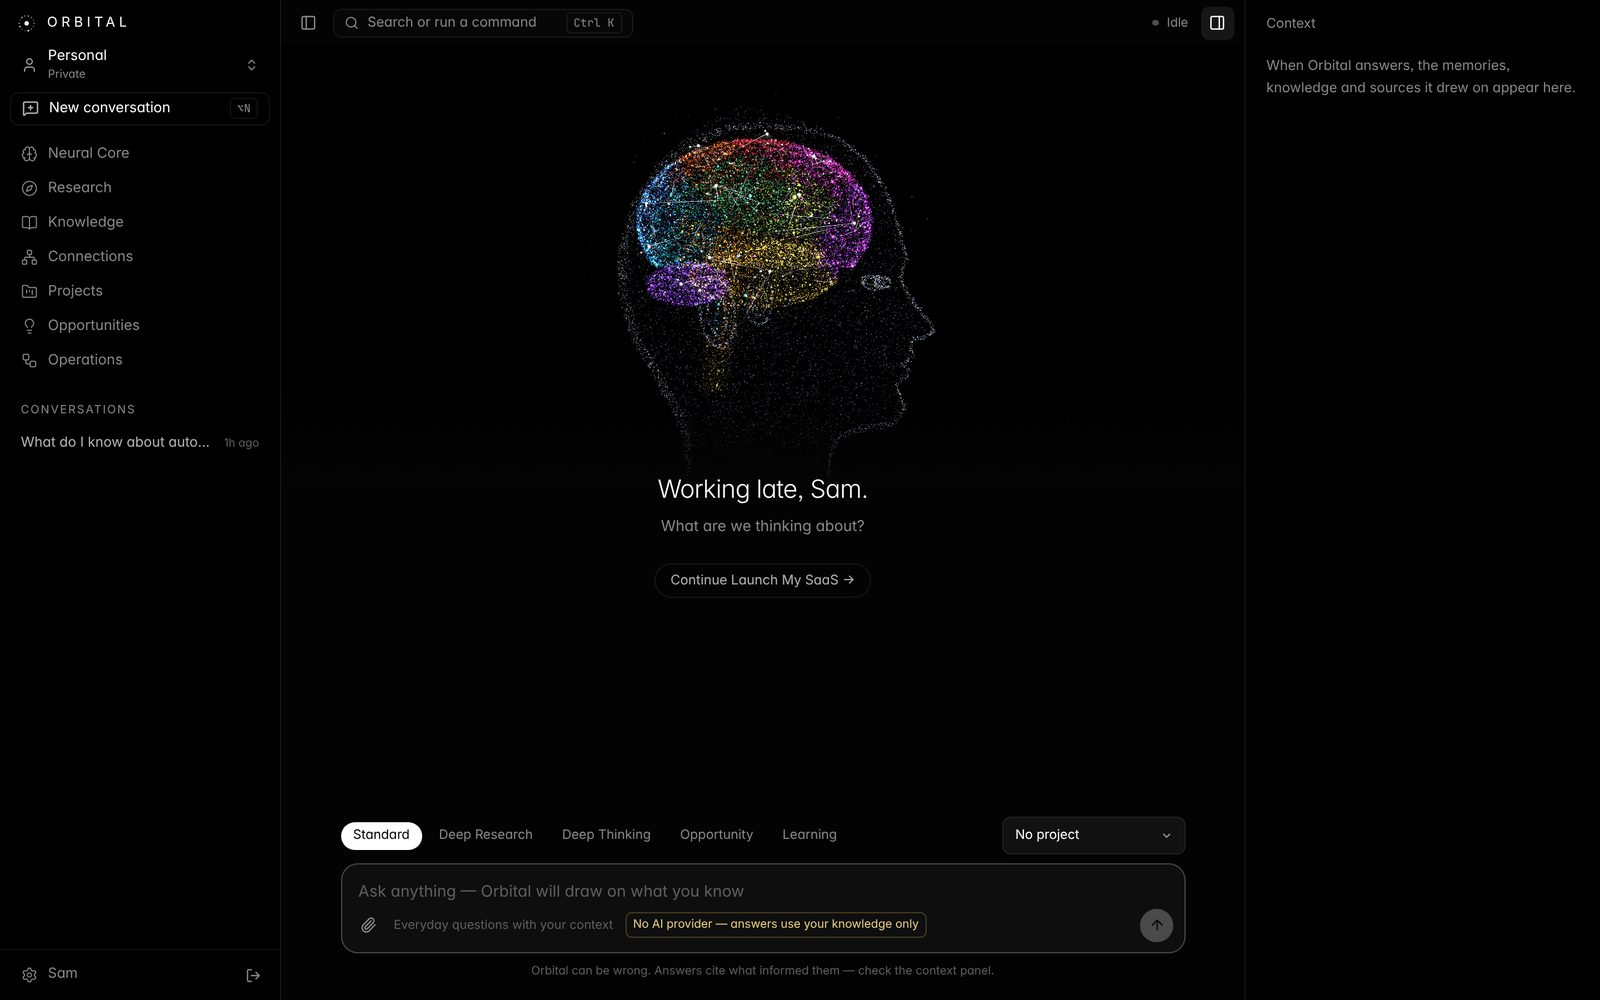 ORBITAL
Personal
Private
New conversation
⌥N
Neural Core
Research
Knowledge
Connections
Projects
Opportunities
Operations
CONVERSATIONS
What do I know about auto... 1h ago
Sam
Search or run a command Ctrl K
Idle
Working late, Sam.
What are we thinking about?
Continue Launch My SaaS →
Standard Deep Research Deep Thinking Opportunity Learning
No project
Ask anything — Orbital will draw on what you know
Everyday questions with your context No AI provider — answers use your knowledge only
Orbital can be wrong. Answers cite what informed them — check the context panel.
Context
When Orbital answers, the memories,
knowledge and sources it drew on appear here.